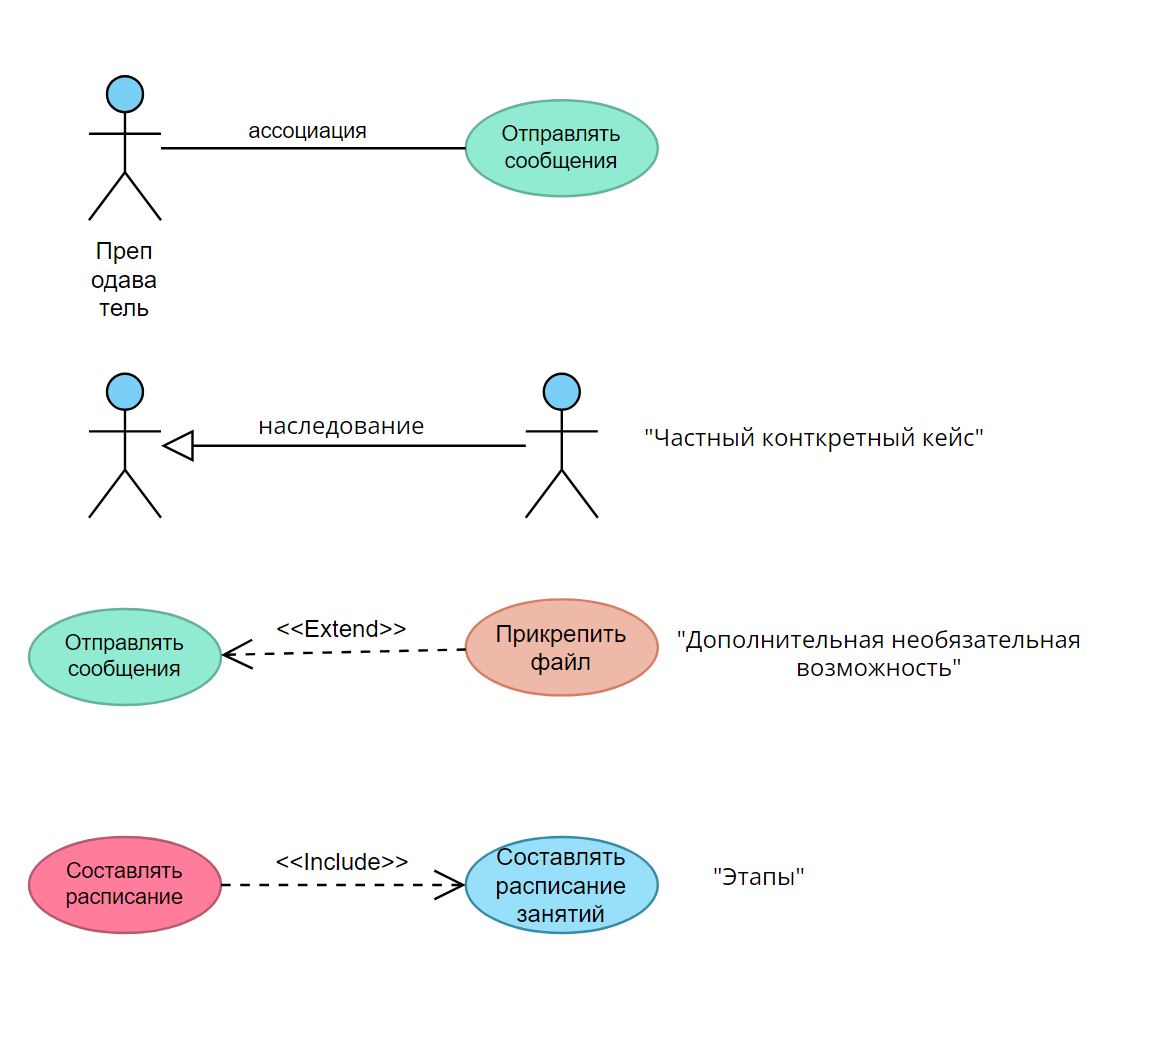 ассоциация
Отправлять
сообщения
Преп
одава
тель
наследование
"Частный конткретный кейс"
Отправлять
сообщения
<<Extend>>
Прикрепить
файл
"Дополнительная необязательная
возможность"
Составлять
расписание
<<Include>>
Составлять
расписание
занятий
"Этапы"